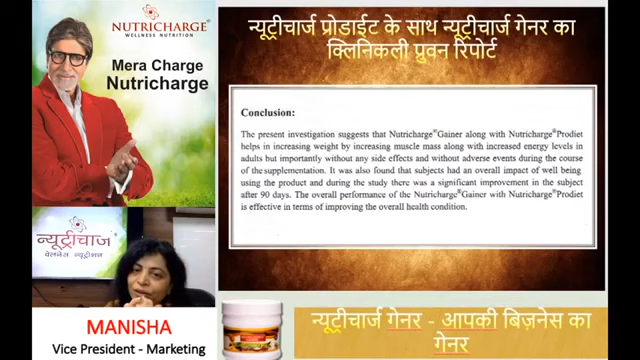 NUTRICHARGE®
WELLNESS NUTRITION
Mera Charge
Nutricharge
न्यूट्रीचार्ज प्रोडाईट के साथ न्यूट्रीचार्ज गेनर का
क्लिनिकली प्रुवन रिपोर्ट
Conclusion:
The present investigation suggests that Nutricharge®Gainer along with Nutricharge®Prodiet
helps in increasing weight by increasing muscle mass along with increased energy levels in
adults but importantly without any side effects and without adverse events during the course
of the supplementation. It was also found that subjects had an overall impact of well being
using the product and during the study there was a significant improvement in the subject
after 90 days. The overall performance of the Nutricharge®Gainer with Nutricharge®Prodiet
is effective in terms of improving the overall health condition.
न्यूट्रीचार्ज
वेलनेस न्यूट्रीशन
MANISHA
Vice President - Marketing
न्यूट्रीचार्ज गेनर - आपकी बिज़नेस का
गेनर